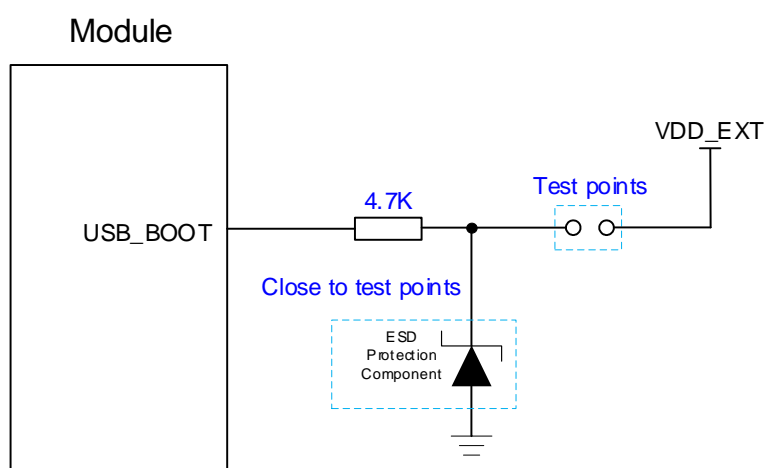 Module
VDD_EXT
Test points
4.7K
USB_BOOT
Close to test points
ESD
Protection
Component